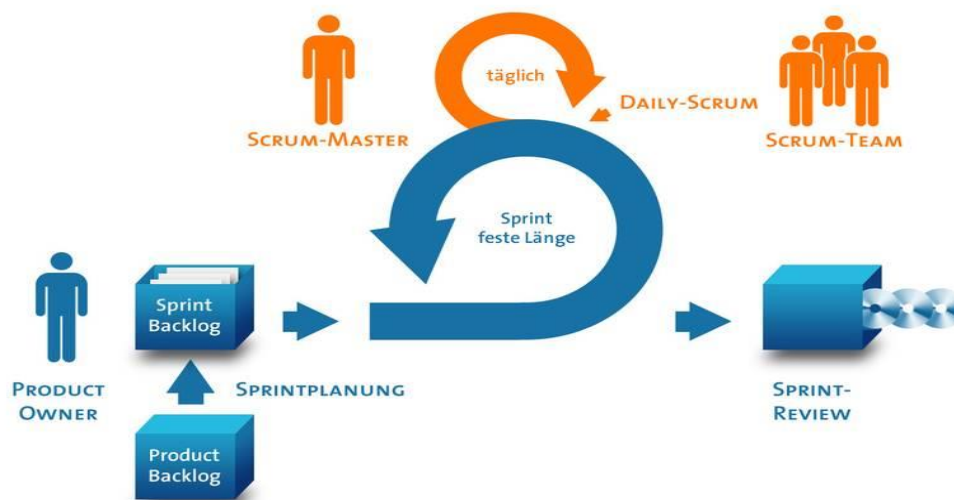 täglich
DAILY-SCRUM
SCRUM-MASTER
SCRUM-TEAM
Sprint
feste Länge
Sprint
Backlog
PRODUCT
OWNER
SPRINTPLANUNG
SPRINT-
REVIEW
Product
Backlog